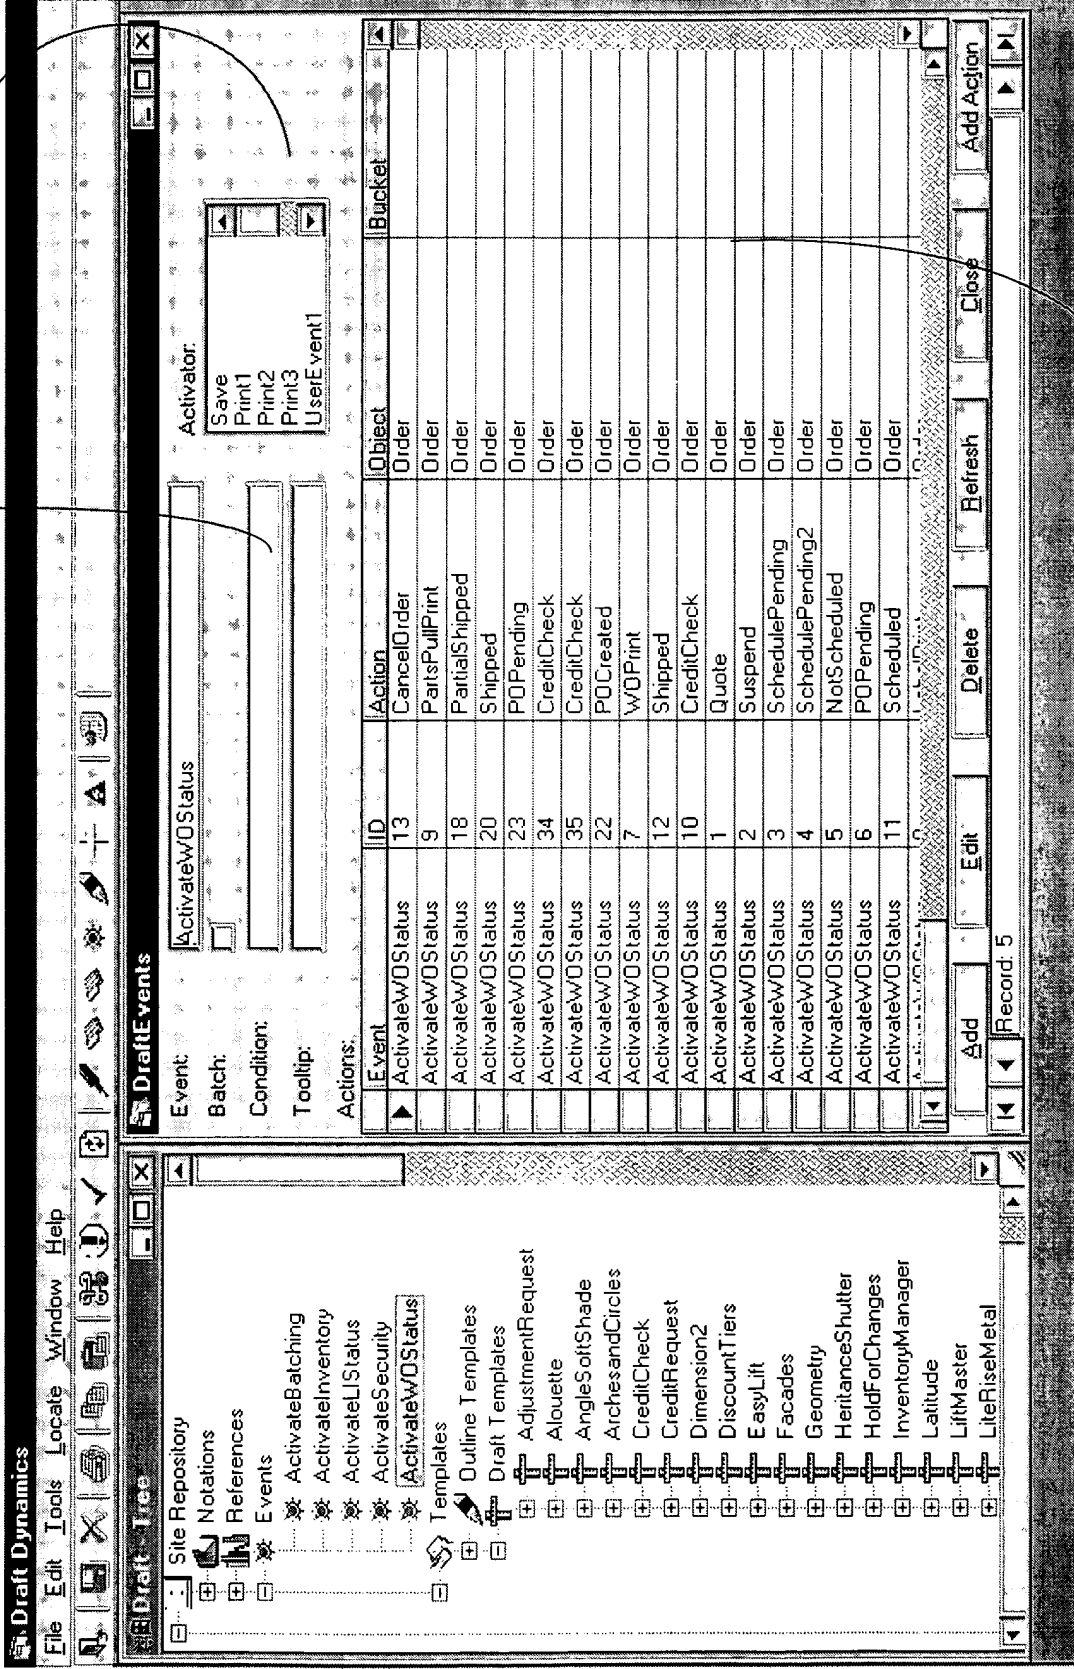 Draft Dynamics
File Edit Tools Locate Window Help
Draft - Tree
Site Repository
Notations
References
Events
ActivateBatching
ActivateInventory
ActivateLIStatus
ActivateSecurity
ActivateWOStatus
Templates
Outline Templates
Draft Templates
AdjustmentRequest
Alouette
AngleSoftShade
ArchesandCircles
CreditCheck
CreditRequest
Dimension2
DiscountTiers
EasyLift
Facades
Geometry
HeritanceShutter
HoldForChanges
InventoryManager
Latitude
LiftMaster
LiteRiseMetal
DraftEvents
Event: ActivateWOStatus
Activator:
Batch:
Condition:
Tooltip:
Save
Print1
Print2
Print3
UserEvent1
Actions:
Event ID Action Object Bucket
ActivateWOStatus 13 CancelOrder Order
ActivateWOStatus 9 PartsPullPrint Order
ActivateWOStatus 18 PartialShipped Order
ActivateWOStatus 20 Shipped Order
ActivateWOStatus 23 POPending Order
ActivateWOStatus 34 CreditCheck Order
ActivateWOStatus 35 CreditCheck Order
ActivateWOStatus 22 POCreated Order
ActivateWOStatus 7 WOPrint Order
ActivateWOStatus 12 Shipped Order
ActivateWOStatus 10 CreditCheck Order
ActivateWOStatus 1 Quote Order
ActivateWOStatus 2 Suspend Order
ActivateWOStatus 3 SchedulePending Order
ActivateWOStatus 4 SchedulePending2 Order
ActivateWOStatus 5 NotScheduled Order
ActivateWOStatus 6 POPending Order
ActivateWOStatus 11 Scheduled Order
Add Edit Delete Refresh Close Add Action
Record: 5